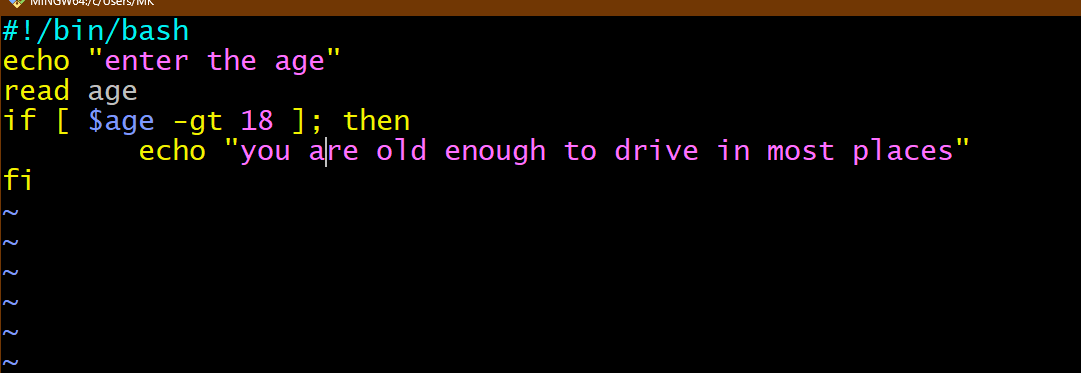 MINGW64:/c/Users/MK
#!/bin/bash
echo "enter the age"
read age
if [ $age -gt 18 ]; then
        echo "you are old enough to drive in most places"
fi
~
~
~
~
~
~